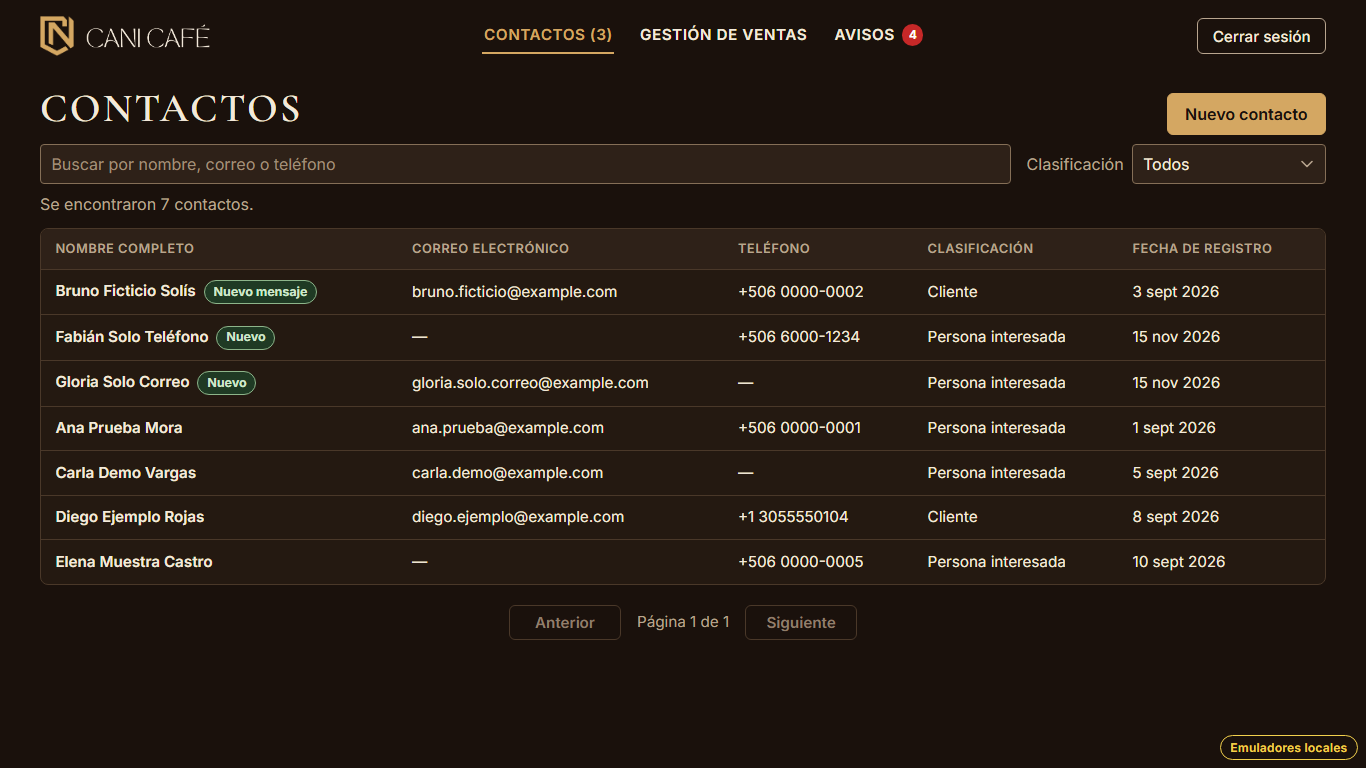 CANI CAFÉ
CONTACTOS (3) GESTIÓN DE VENTAS AVISOS 4
Cerrar sesión
CONTACTOS
Nuevo contacto
Buscar por nombre, correo o teléfono
Clasificación Todos
Se encontraron 7 contactos.
NOMBRE COMPLETO CORREO ELECTRÓNICO TELÉFONO CLASIFICACIÓN FECHA DE REGISTRO
Bruno Ficticio Solís Nuevo mensaje bruno.ficticio@example.com +506 0000-0002 Cliente 3 sept 2026
Fabián Solo Teléfono Nuevo — +506 6000-1234 Persona interesada 15 nov 2026
Gloria Solo Correo Nuevo gloria.solo.correo@example.com — Persona interesada 15 nov 2026
Ana Prueba Mora ana.prueba@example.com +506 0000-0001 Persona interesada 1 sept 2026
Carla Demo Vargas carla.demo@example.com — Persona interesada 5 sept 2026
Diego Ejemplo Rojas diego.ejemplo@example.com +1 3055550104 Cliente 8 sept 2026
Elena Muestra Castro — +506 0000-0005 Persona interesada 10 sept 2026
Anterior Página 1 de 1 Siguiente
Emuladores locales